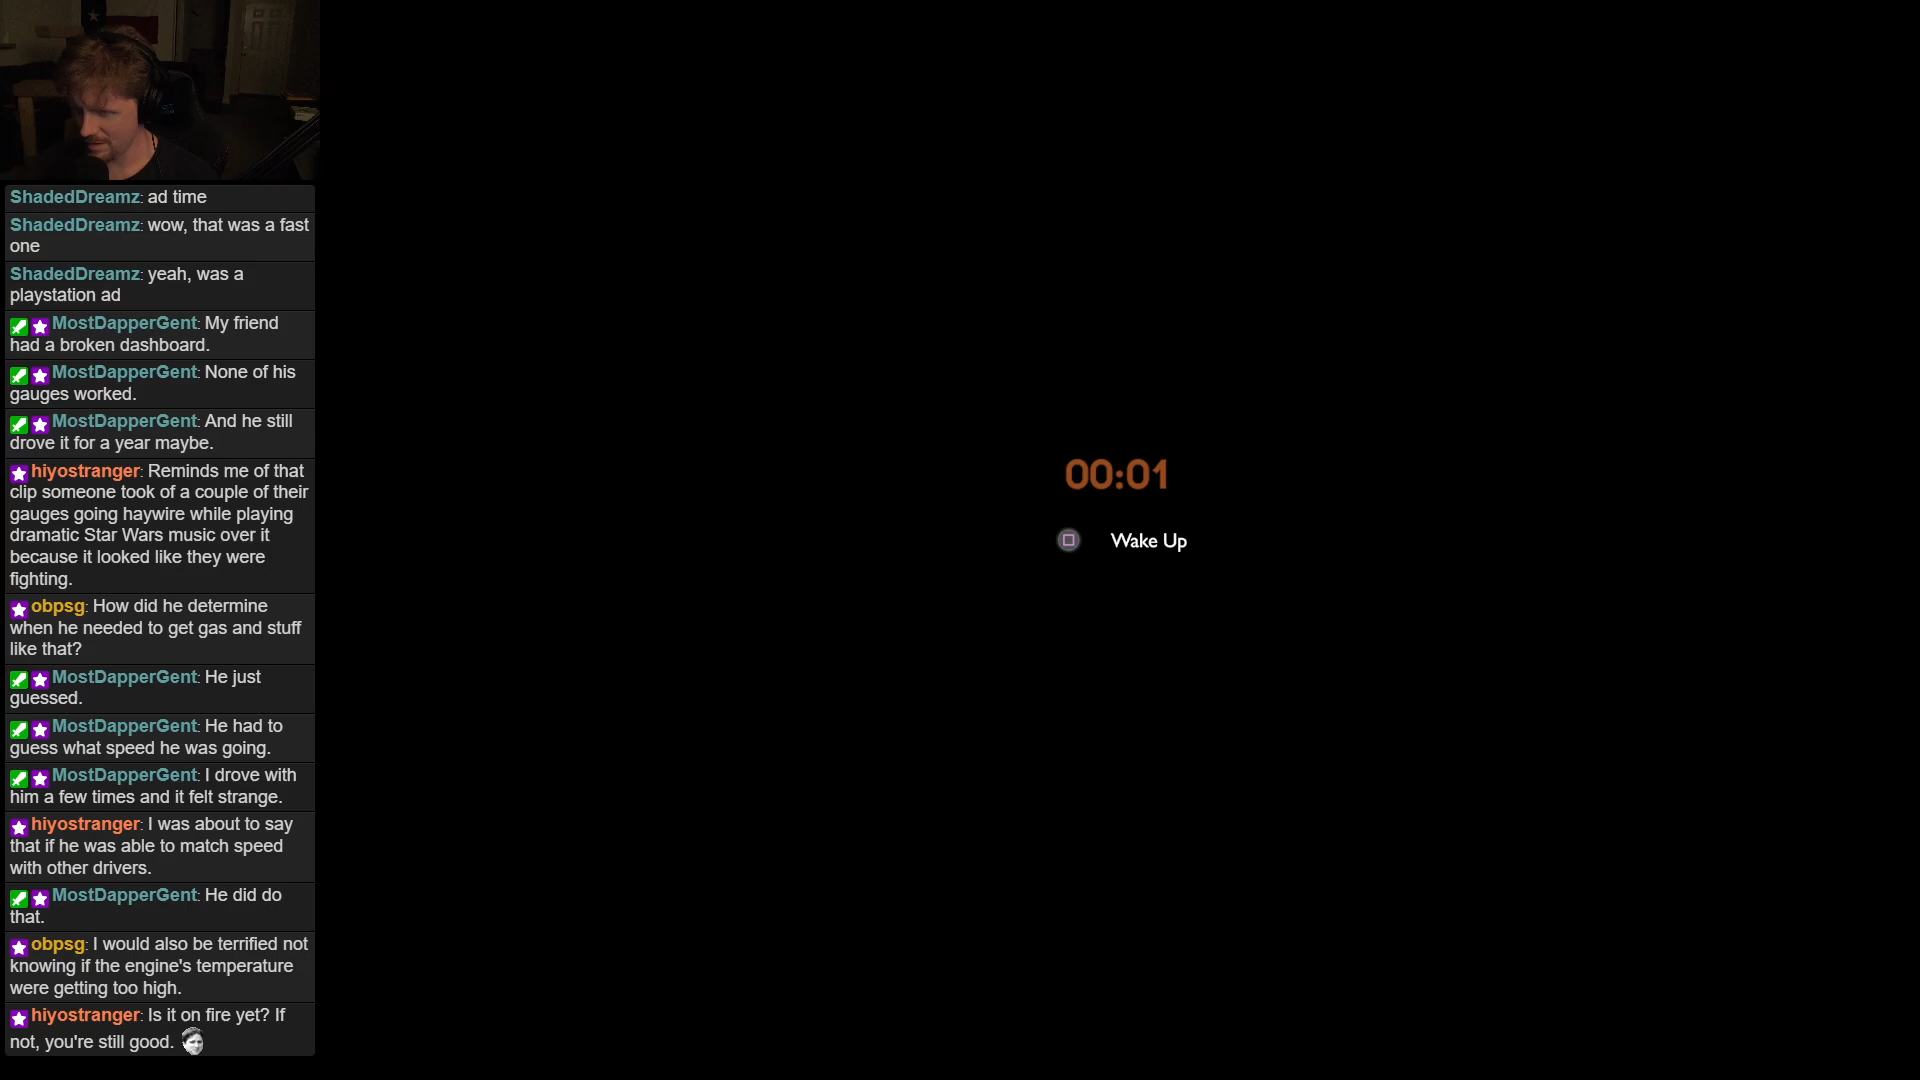 ShadedDreamz: ad time
ShadedDreamz: wow, that was a fast
one
ShadedDreamz: yeah, was a
playstation ad
MostDapperGent: My friend
had a broken dashboard.
MostDapperGent: None of his
gauges worked.
MostDapperGent: And he still
drove it for a year maybe.
hiyostranger: Reminds me of that
clip someone took of a couple of their
gauges going haywire while playing
dramatic Star Wars music over it
because it looked like they were
fighting.
obpsg: How did he determine
when he needed to get gas and stuff
like that?
MostDapperGent: He just
guessed.
MostDapperGent: He had to
guess what speed he was going.
MostDapperGent: I drove with
him a few times and it felt strange.
hiyostranger: I was about to say
that if he was able to match speed
with other drivers.
MostDapperGent: He did do
that.
obpsg: I would also be terrified not
knowing if the engine's temperature
were getting too high.
hiyostranger: Is it on fire yet? If
not, you're still good.
00:01
Wake Up